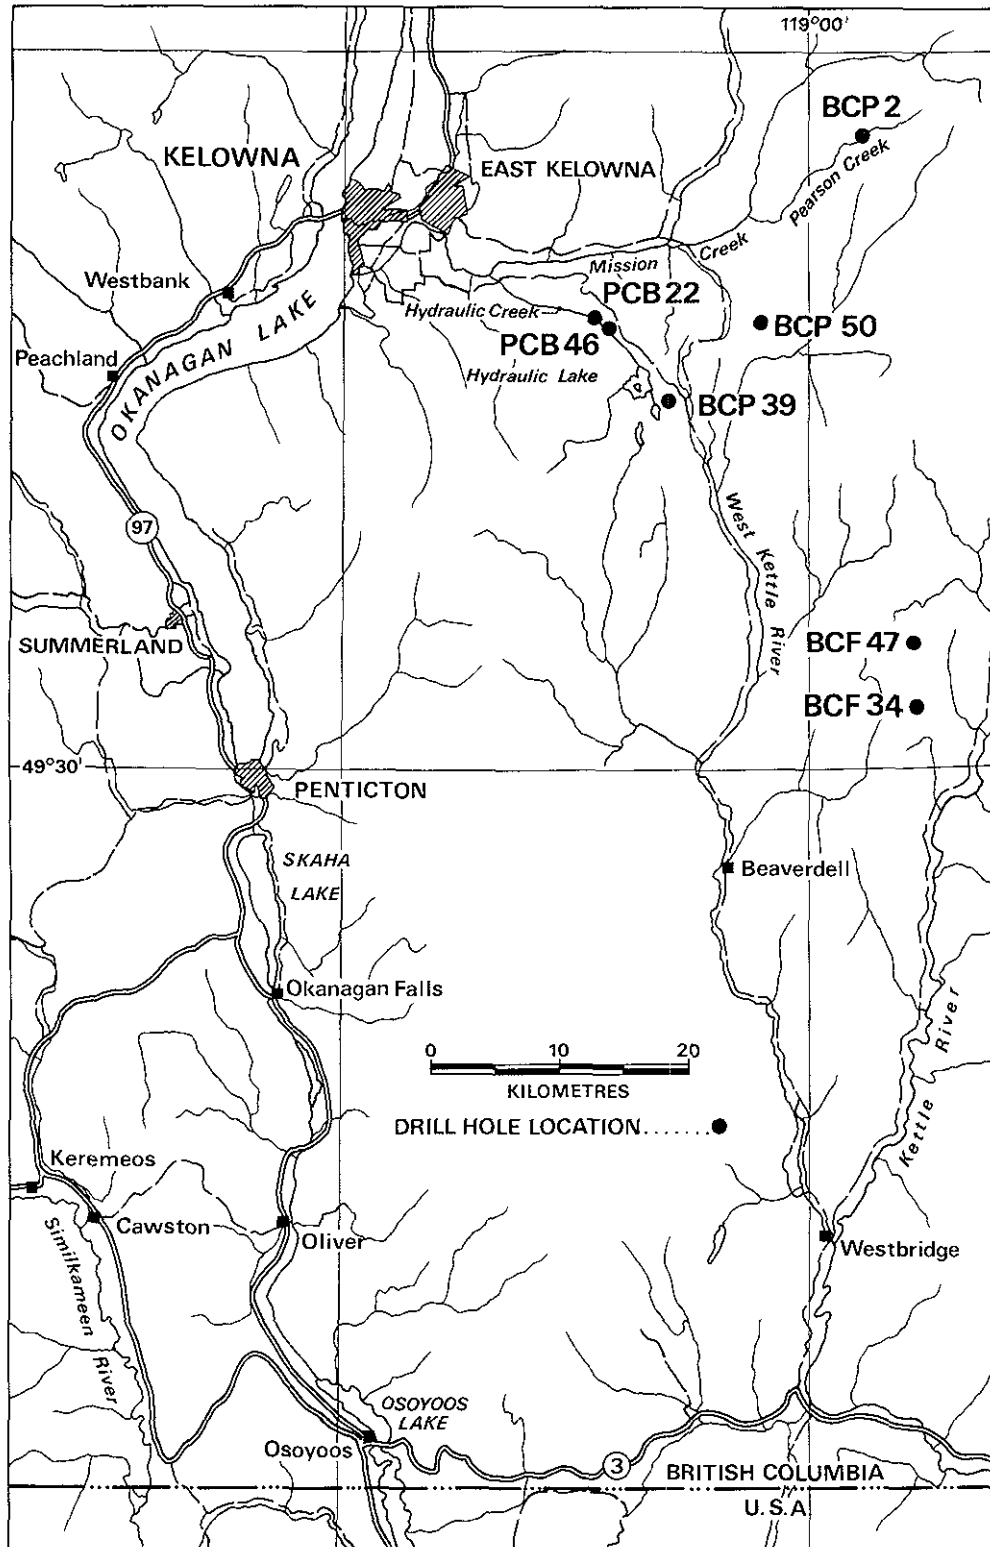 119°00'
BCP 2
KELOWNA
EAST KELOWNA
Pearson Creek
Mission Creek
Westbank
PCB 22
Hydraulic Creek
BCP 50
PCB 46
Peachland
OKANAGAN LAKE
Hydraulic Lake
BCP 39
97
West Kettle River
SUMMERLAND
BCF 47
BCF 34
49°30'
PENTICTON
SKAHA
LAKE
Beaverdell
Okanagan Falls
Kettle River
0 10 20
KILOMETRES
DRILL HOLE LOCATION......
Keremeos
Cawston
Oliver
Westbridge
Similkameen River
OSOYOOS
LAKE
Osoyoos
3
BRITISH COLUMBIA
U.S.A.